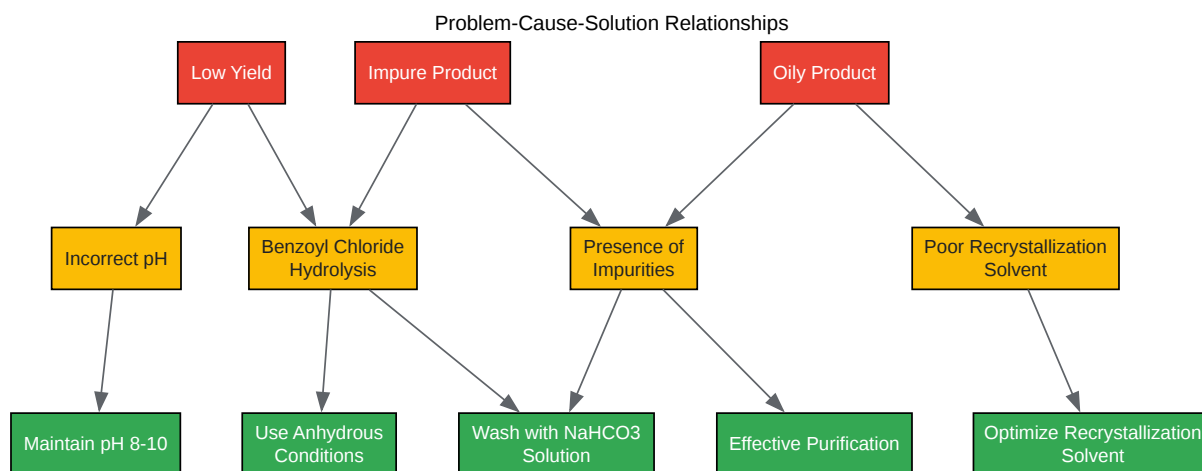 Problem-Cause-Solution Relationships
Low Yield
Impure Product
Oily Product
Incorrect pH
Benzoyl Chloride
Hydrolysis
Presence of
Impurities
Poor Recrystallization
Solvent
Maintain pH 8-10
Use Anhydrous
Conditions
Wash with NaHCO3
Solution
Effective Purification
Optimize Recrystallization
Solvent